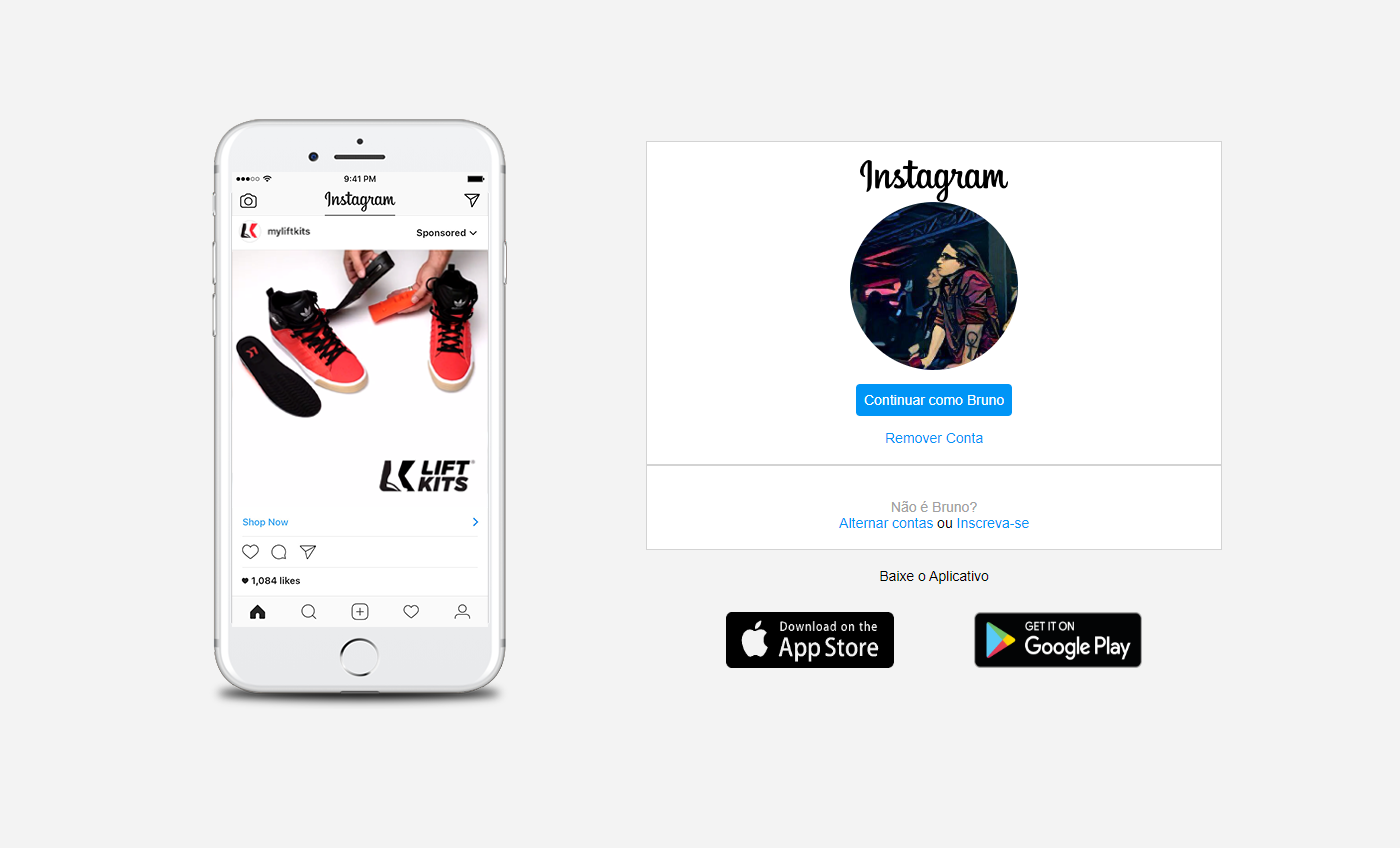 9:41 PM
Instagram
myliftkits
Sponsored
LIFT
KITS
Shop Now
1,084 likes
Instagram
Continuar como Bruno
Remover Conta
Não é Bruno?
Alternar contas ou Inscreva-se
Baixe o Aplicativo
Download on the
App Store
GET IT ON
Google Play